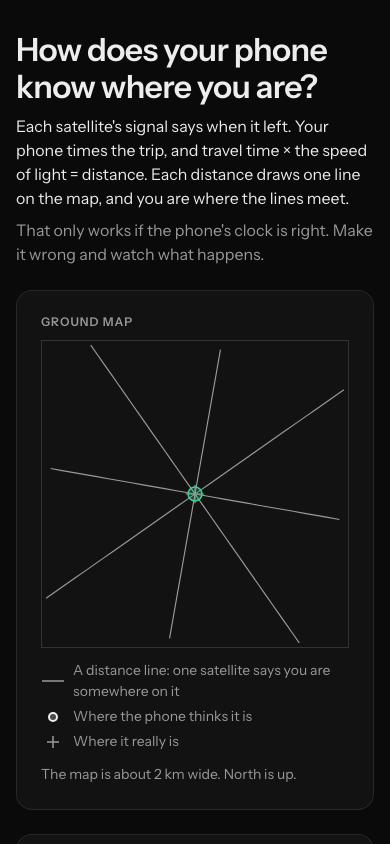 How does your phone
know where you are?
Each satellite's signal says when it left. Your
phone times the trip, and travel time × the speed
of light = distance. Each distance draws one line
on the map, and you are where the lines meet.
That only works if the phone's clock is right. Make
it wrong and watch what happens.
GROUND MAP
A distance line: one satellite says you are
somewhere on it
Where the phone thinks it is
Where it really is
The map is about 2 km wide. North is up.